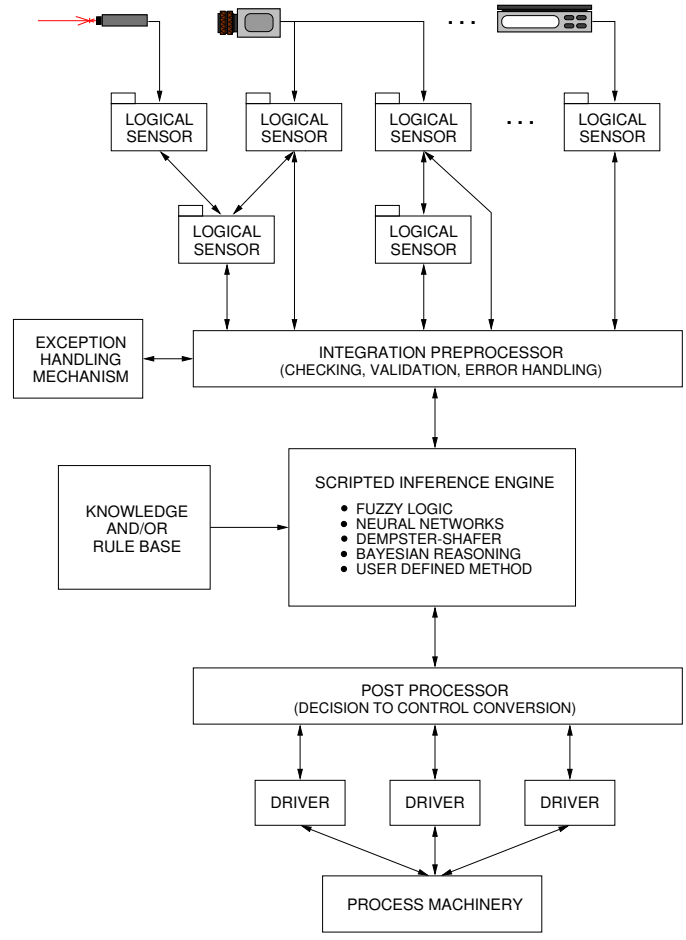 . . .
LOGICAL
SENSOR
LOGICAL
SENSOR
LOGICAL
SENSOR
. . .
LOGICAL
SENSOR
LOGICAL
SENSOR
LOGICAL
SENSOR
EXCEPTION
HANDLING
MECHANISM
INTEGRATION PREPROCESSOR
(CHECKING, VALIDATION, ERROR HANDLING)
KNOWLEDGE
AND/OR
RULE BASE
SCRIPTED INFERENCE ENGINE
• FUZZY LOGIC
• NEURAL NETWORKS
• DEMPSTER-SHAFER
• BAYESIAN REASONING
• USER DEFINED METHOD
POST PROCESSOR
(DECISION TO CONTROL CONVERSION)
DRIVER
DRIVER
DRIVER
PROCESS MACHINERY